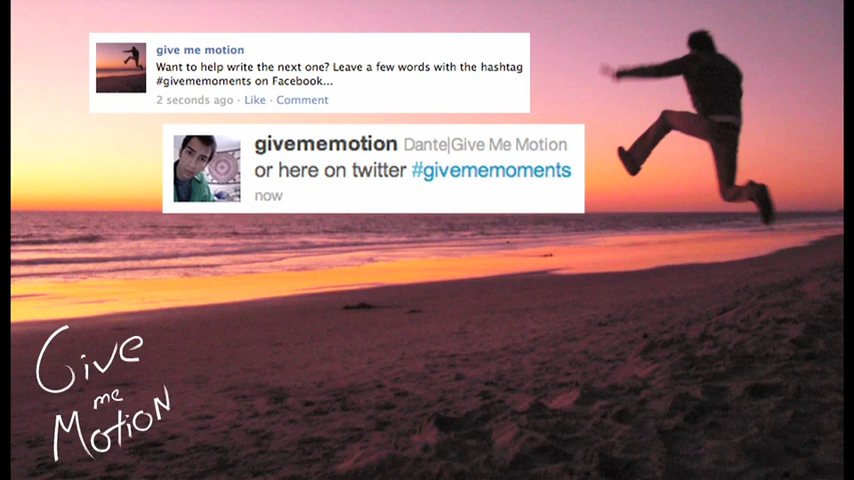 give me motion
Want to help write the next one? Leave a few words with the hashtag
#givememoments on Facebook...
2 seconds ago · Like · Comment
givememotion Dante|Give Me Motion
or here on twitter #givememoments
now
Give
me
Motion